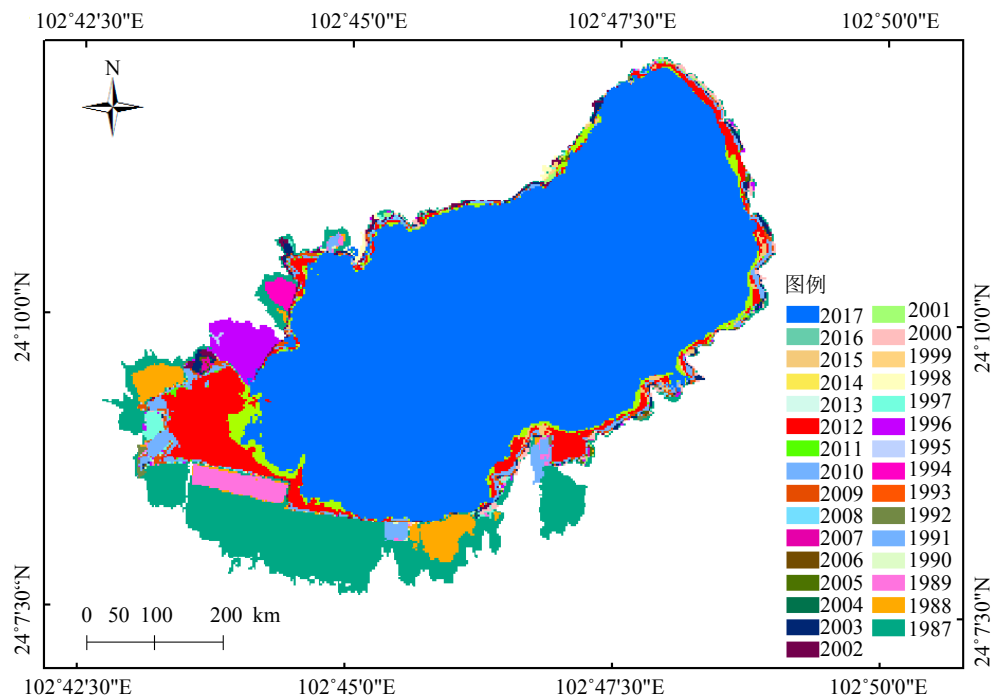 102°42'30"E 102°45'0"E 102°47'30"E 102°50'0"E
N
24°10'0"N
24°7'30"N
24°10'0"N
24°7'30"N
图例
2017 2001
2016 2000
2015 1999
2014 1998
2013 1997
2012 1996
2011 1995
2010 1994
2009 1993
2008 1992
2007 1991
2006 1990
2005 1989
2004 1988
2003 1987
2002
0 50 100 200 km
102°42'30"E 102°45'0"E 102°47'30"E 102°50'0"E